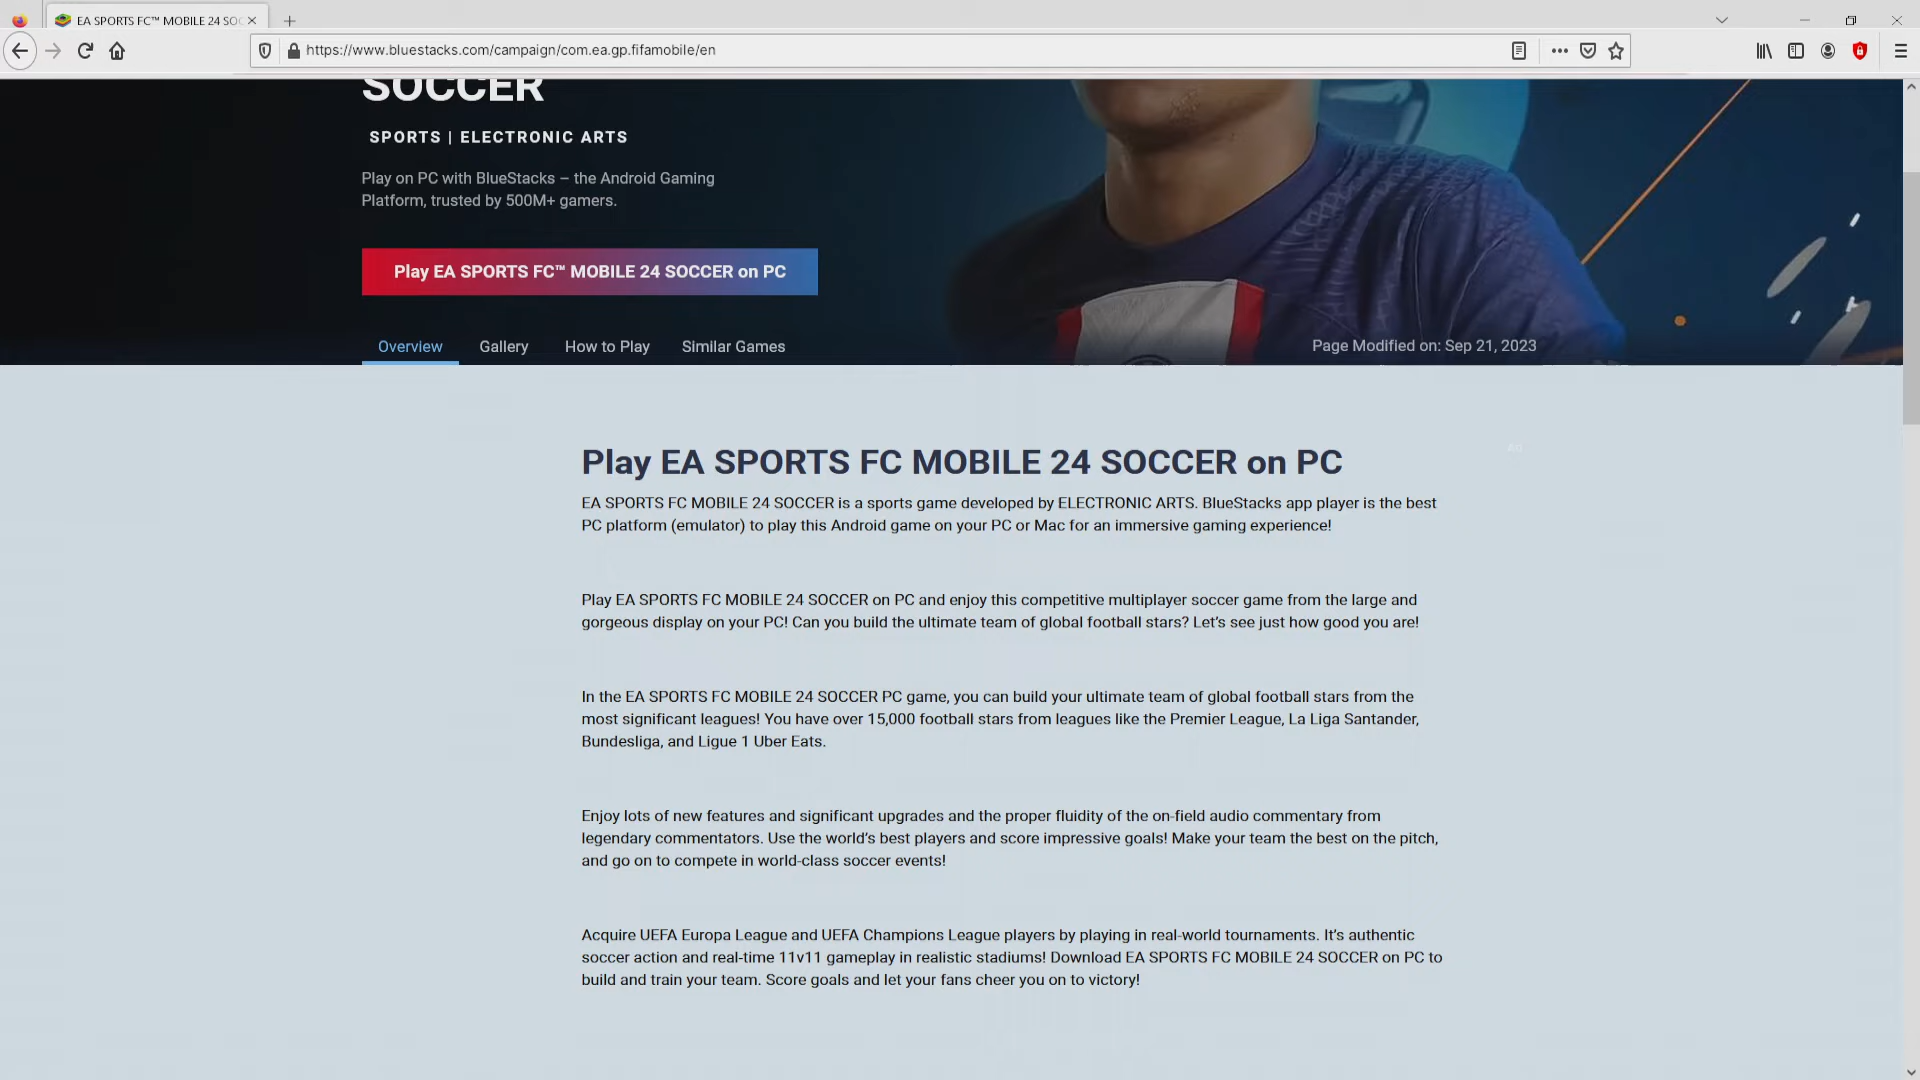 EA SPORTS FC™ MOBILE 24 SOC
https://www.bluestacks.com/campaign/com.ea.gp.fifamobile/en
SOCCER
SPORTS | ELECTRONIC ARTS
Play on PC with BlueStacks – the Android Gaming
Platform, trusted by 500M+ gamers.
Play EA SPORTS FC™ MOBILE 24 SOCCER on PC
Overview Gallery How to Play Similar Games Page Modified on: Sep 21, 2023
Play EA SPORTS FC MOBILE 24 SOCCER on PC
EA SPORTS FC MOBILE 24 SOCCER is a sports game developed by ELECTRONIC ARTS. BlueStacks app player is the best
PC platform (emulator) to play this Android game on your PC or Mac for an immersive gaming experience!
Play EA SPORTS FC MOBILE 24 SOCCER on PC and enjoy this competitive multiplayer soccer game from the large and
gorgeous display on your PC! Can you build the ultimate team of global football stars? Let’s see just how good you are!
In the EA SPORTS FC MOBILE 24 SOCCER PC game, you can build your ultimate team of global football stars from the
most significant leagues! You have over 15,000 football stars from leagues like the Premier League, La Liga Santander,
Bundesliga, and Ligue 1 Uber Eats.
Enjoy lots of new features and significant upgrades and the proper fluidity of the on-field audio commentary from
legendary commentators. Use the world’s best players and score impressive goals! Make your team the best on the pitch,
and go on to compete in world-class soccer events!
Acquire UEFA Europa League and UEFA Champions League players by playing in real-world tournaments. It’s authentic
soccer action and real-time 11v11 gameplay in realistic stadiums! Download EA SPORTS FC MOBILE 24 SOCCER on PC to
build and train your team. Score goals and let your fans cheer you on to victory!